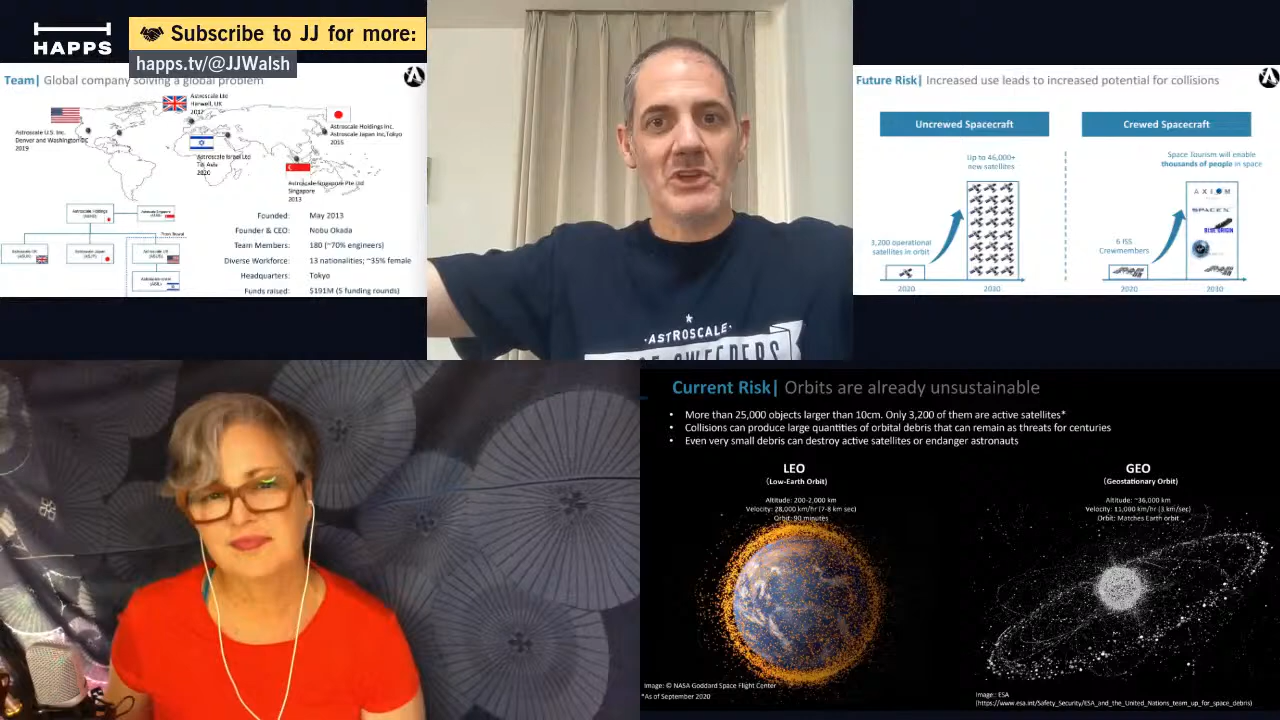 HAPPS
Subscribe to JJ for more:
happs.tv/@JJWalsh
Team| Global company solving a global problem
Astroscale U.S. Inc.
Denver and Washington DC
2019
Astroscale Ltd
Harwell, UK
2017
Astroscale Israel Ltd
Tel Aviv
2020
Astroscale Holdings Inc.
Astroscale Japan Inc, Tokyo
2015
Astroscale Singapore Pte Ltd
Singapore
2013
Founded: May 2013
Founder & CEO: Nobu Okada
Team Members: 180 (~70% engineers)
Diverse Workforce: 13 nationalities; ~35% female
Headquarters: Tokyo
Funds raised: $191M (5 funding rounds)
·ASTROSCALE·
SWEEPERS
Future Risk| Increased use leads to increased potential for collisions
Uncrewed Spacecraft
Up to 46,000+
new satellites
3,200 operational
satellites in orbit
2020
2030
Crewed Spacecraft
Space Tourism will enable
thousands of people in space
6 ISS
Crewmembers
AXIOM
SPACEX
BLUE ORIGIN
2020
2030
Current Risk| Orbits are already unsustainable
• More than 25,000 objects larger than 10cm. Only 3,200 of them are active satellites*
• Collisions can produce large quantities of orbital debris that can remain as threats for centuries
• Even very small debris can destroy active satellites or endanger astronauts
LEO
(Low-Earth Orbit)
Altitude: 200-2,000 km
Velocity: 28,000 km/hr (7-8 km sec)
Orbit: 90 minutes
Image: © NASA Goddard Space Flight Center
*As of September 2020
GEO
(Geostationary Orbit)
Altitude: ~36,000 km
Velocity: 11,000 km/hr (3 km/sec)
Orbit: Matches Earth orbit
Image: ESA
(https://www.esa.int/Safety_Security/ESA_and_the_United_Nations_team_up_for_space_debris)